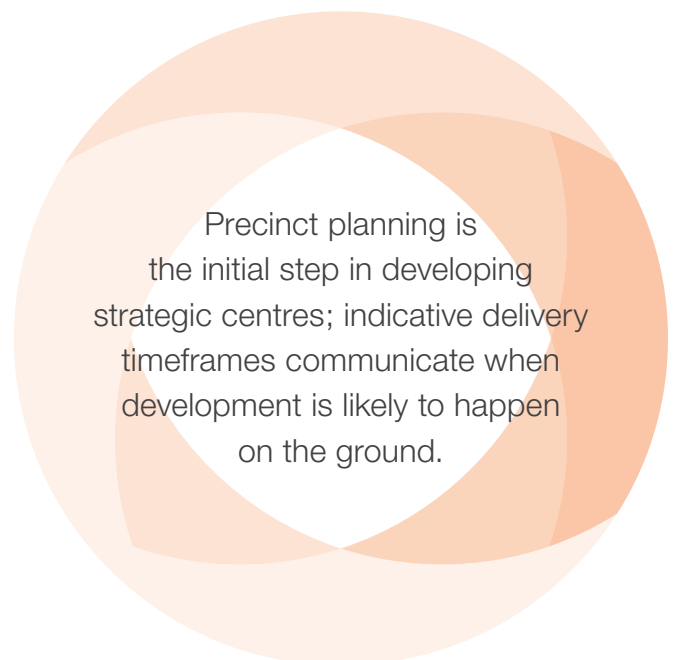 Precinct planning is
the initial step in developing
strategic centres; indicative delivery
timeframes communicate when
development is likely to happen
on the ground.